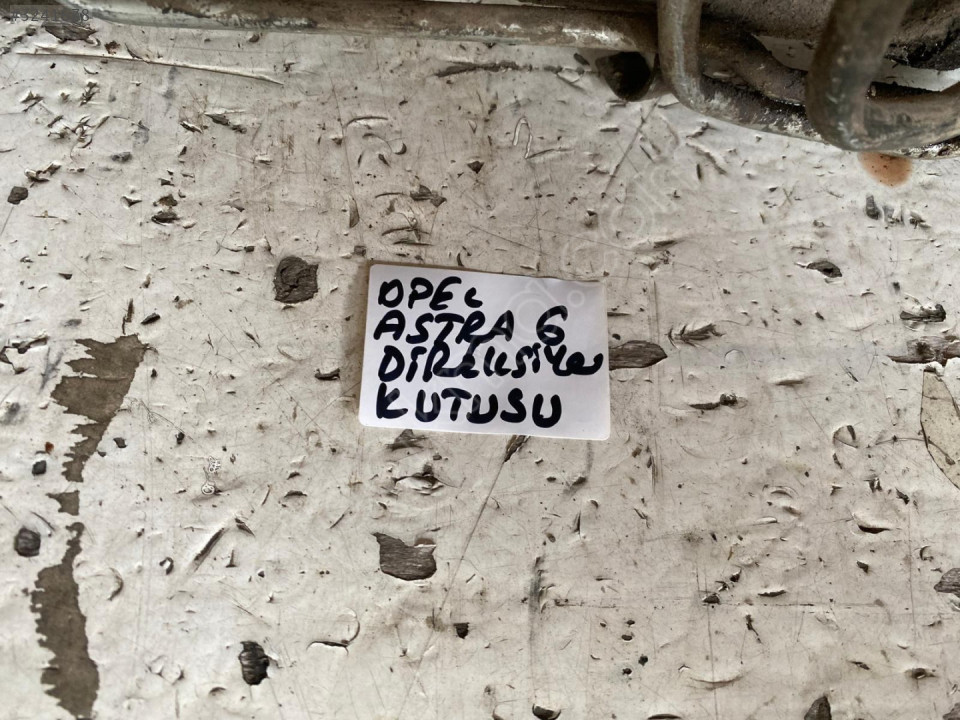 OPEL
ASTRA G
DİREKSİYON
KUTUSU